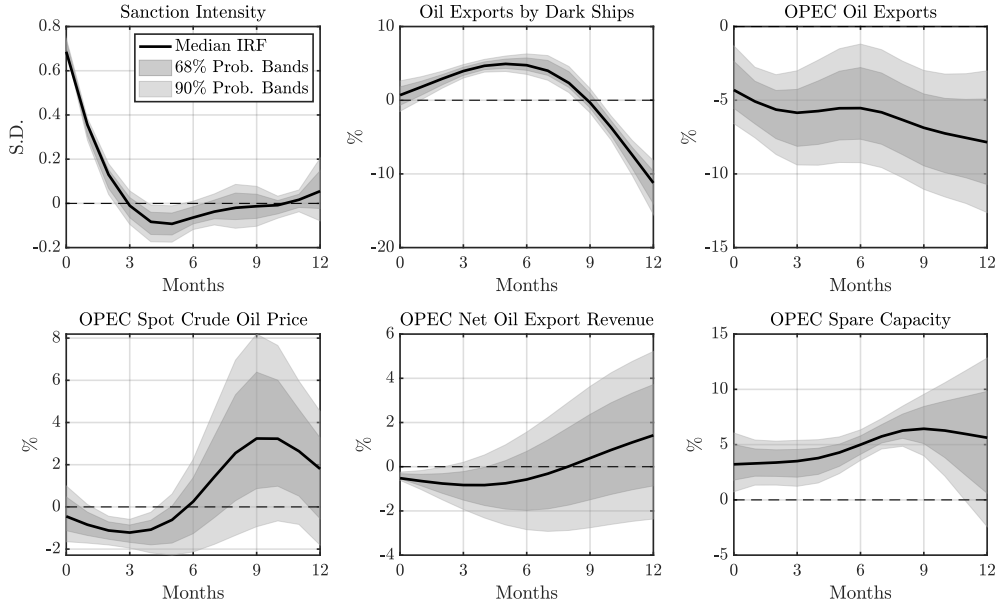 Sanction Intensity
Oil Exports by Dark Ships
OPEC Oil Exports
0.8
0.6
0.4
0.2
0
-0.2
S.D.
Median IRF
68% Prob. Bands
90% Prob. Bands
0 3 6 9 12
Months
10
0
-10
-20
%
0 3 6 9 12
Months
0
-5
-10
-15
%
0 3 6 9 12
Months
OPEC Spot Crude Oil Price
OPEC Net Oil Export Revenue
OPEC Spare Capacity
8
6
4
2
0
-2
%
0 3 6 9 12
Months
6
4
2
0
-2
-4
%
0 3 6 9 12
Months
15
10
5
0
-5
%
0 3 6 9 12
Months